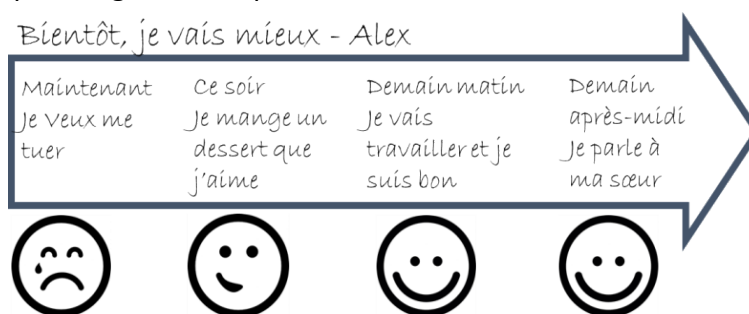 Bientôt, je vais mieux - Alex
Maintenant
Je veux me
tuer
Ce soir
Je mange un
dessert que
j'aime
Demain matin
Je vais
travailler et je
suis bon
Demain
après-midi
Je parle à
ma sœur